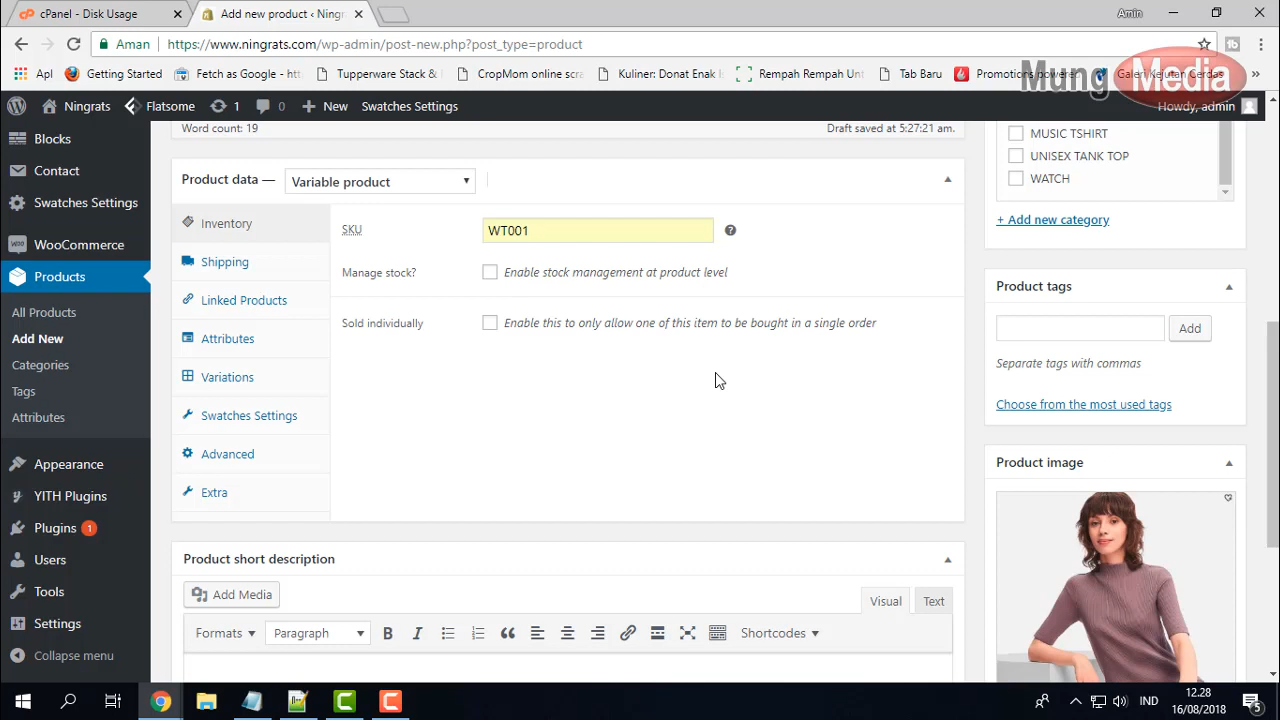 cPanel - Disk Usage
Add new product ‹ Ningr
Amin
Aman
https://www.ningrats.com/wp-admin/post-new.php?post_type=product
Apl
Getting Started
Fetch as Google - htt
Tupperware Stack &
CropMom online scra
Kuliner: Donat Enak
Rempah Rempah Unt
Tab Baru
Promotions powered
Galeri Kejutan Cerdas
Mung Media
Ningrats
Flatsome
1
0
New
Swatches Settings
Howdy, admin
Blocks
Contact
Swatches Settings
WooCommerce
Products
All Products
Add New
Categories
Tags
Attributes
Appearance
YITH Plugins
Plugins 1
Users
Tools
Settings
Collapse menu
Word count: 19
Draft saved at 5:27:21 am.
Product data —
Variable product
Inventory
Shipping
Linked Products
Attributes
Variations
Swatches Settings
Advanced
Extra
SKU
WT001
Manage stock?
Enable stock management at product level
Sold individually
Enable this to only allow one of this item to be bought in a single order
Product short description
Add Media
Visual
Text
Formats
Paragraph
B
I
Shortcodes
MUSIC TSHIRT
UNISEX TANK TOP
WATCH
+ Add new category
Product tags
Add
Separate tags with commas
Choose from the most used tags
Product image
IND
12.28
16/08/2018
5